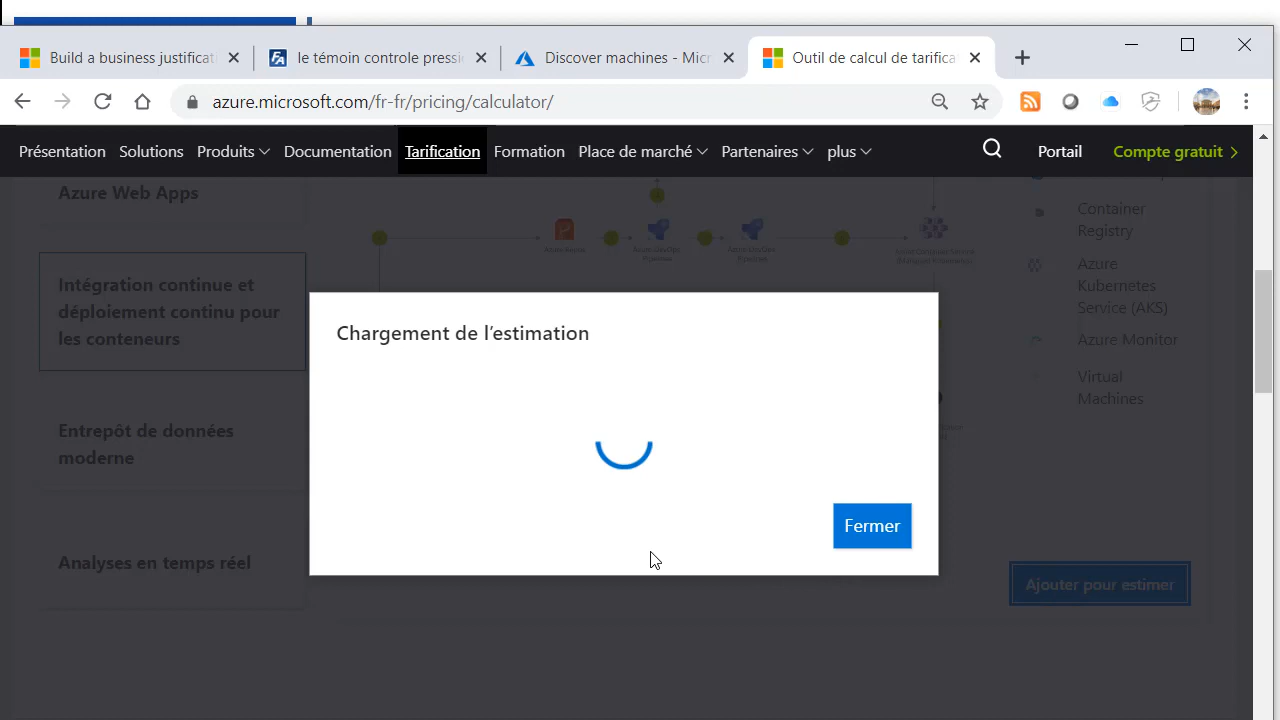 Build a business justificat
le témoin controle pressi
Discover machines - Micr
Outil de calcul de tarifica
azure.microsoft.com/fr-fr/pricing/calculator/
Présentation
Solutions
Produits
Documentation
Tarification
Formation
Place de marché
Partenaires
plus
Portail
Compte gratuit
Azure Web Apps
Intégration continue et
déploiement continu pour
les conteneurs
Entrepôt de données
moderne
Analyses en temps réel
Container
Registry
Azure
Kubernetes
Service (AKS)
Azure Monitor
Virtual
Machines
Chargement de l'estimation
Fermer
Ajouter pour estimer